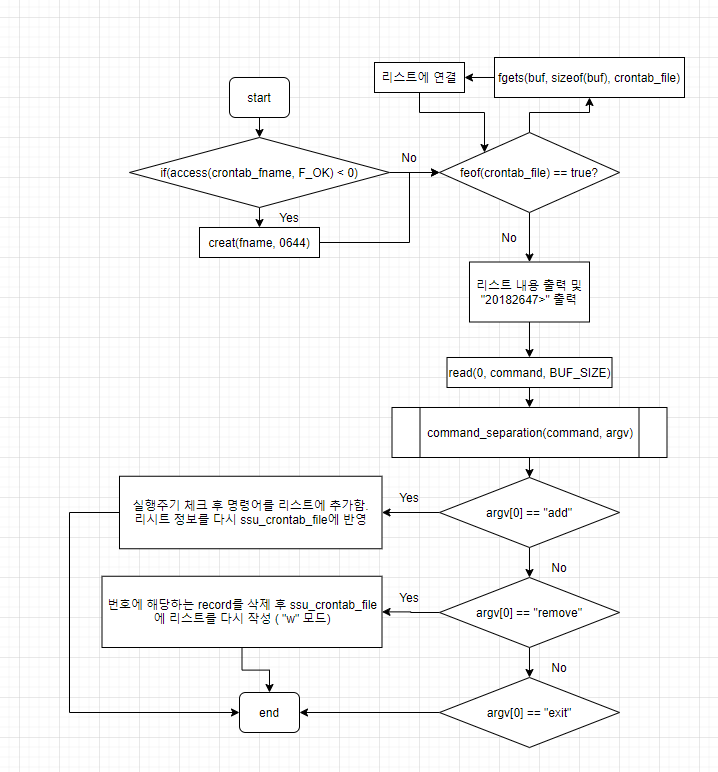 start
if(access(crontab_fname, F_OK) < 0)
No
Yes
creat(fname, 0644)
리스트에 연결
fgets(buf, sizeof(buf), crontab_file)
feof(crontab_file) == true?
No
리스트 내용 출력 및
"20182647>" 출력
read(0, command, BUF_SIZE)
command_separation(command, argv)
argv[0] == "add"
Yes
실행주기 체크 후 명령어를 리스트에 추가함.
리시트 정보를 다시 ssu_crontab_file에 반영
No
argv[0] == "remove"
Yes
번호에 해당하는 record를 삭제 후 ssu_crontab_file
에 리스트를 다시 작성 ( "w" 모드)
No
argv[0] == "exit"
end